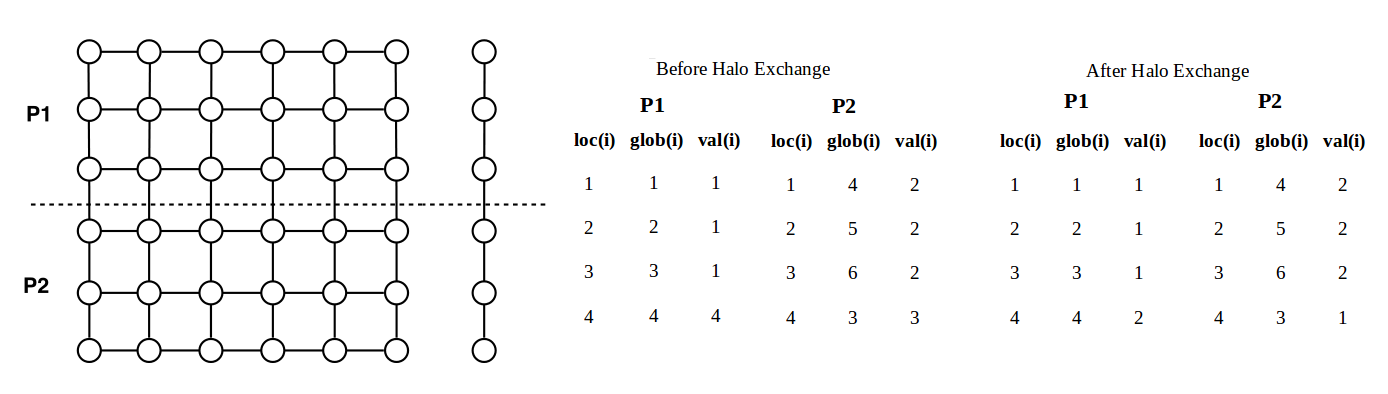 P1
P2
Before Halo Exchange
P1 P2
loc(i) glob(i) val(i) loc(i) glob(i) val(i)
1 1 1 1 4 2
2 2 1 2 5 2
3 3 1 3 6 2
4 4 4 4 3 3
After Halo Exchange
P1 P2
loc(i) glob(i) val(i) loc(i) glob(i) val(i)
1 1 1 1 4 2
2 2 1 2 5 2
3 3 1 3 6 2
4 4 2 4 3 1